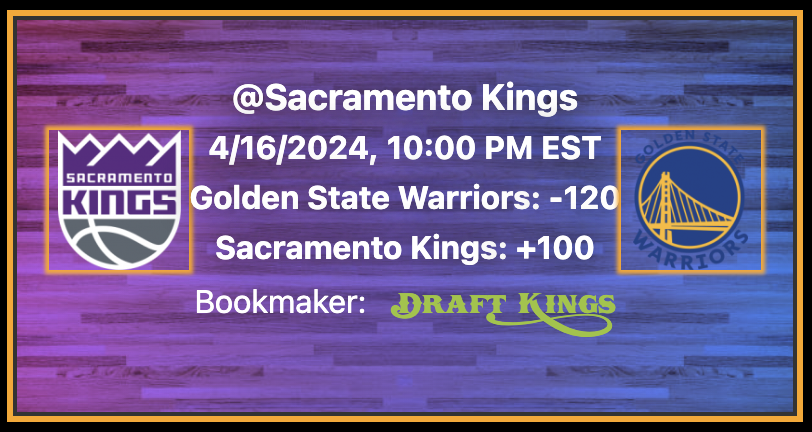 @Sacramento Kings
4/16/2024, 10:00 PM EST
SACRAMENTO
KINGS
Golden State Warriors: -120
GOLDEN STATE
WARRIORS
Sacramento Kings: +100
Bookmaker: DRAFT KINGS